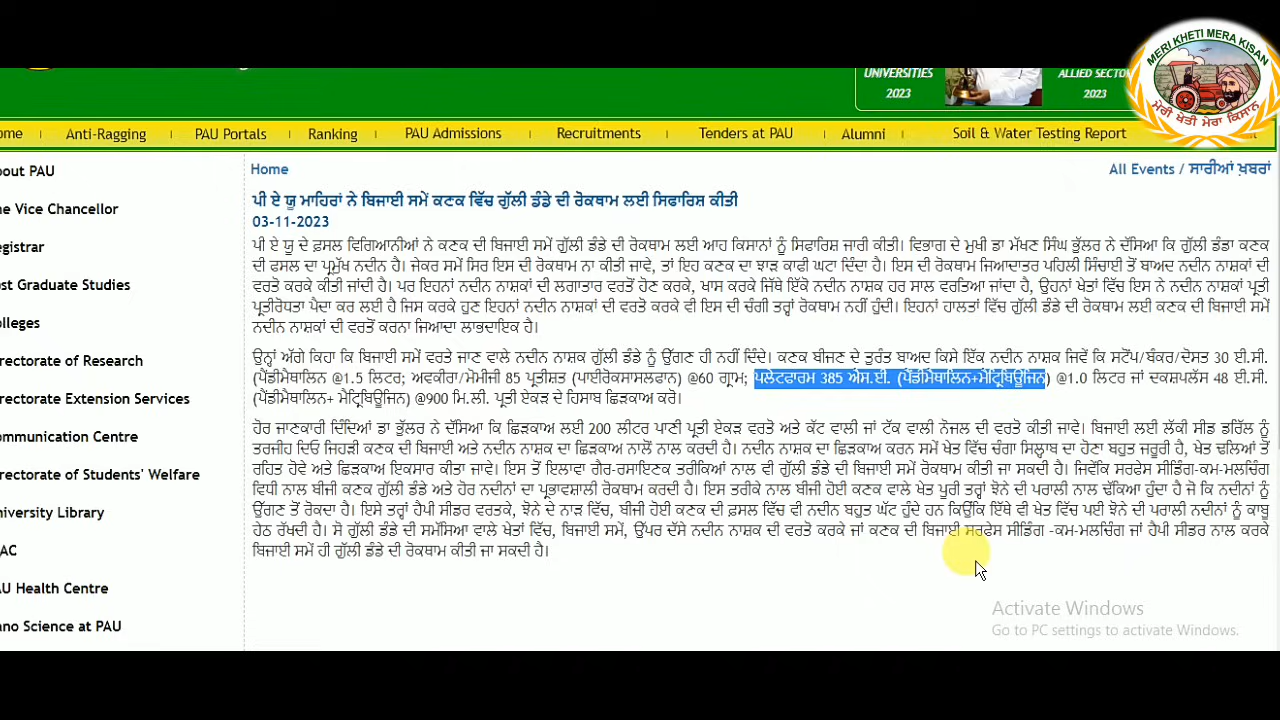 MERI KHETI MERA KISAN
ਮੇਰੀ ਖੇਤੀ ਮੇਰਾ ਕਿਸਾਨ
UNIVERSITIES
2023
ALLIED SECTOR
2023
ome
Anti-Ragging
PAU Portals
Ranking
PAU Admissions
Recruitments
Tenders at PAU
Alumni
Soil & Water Testing Report
bout PAU
he Vice Chancellor
egistrar
ost Graduate Studies
olleges
rectorate of Research
rectorate Extension Services
ommunication Centre
rectorate of Students' Welfare
niversity Library
AC
AU Health Centre
ano Science at PAU
Home
All Events / ਸਾਰੀਆਂ ਖ਼ਬਰਾਂ
ਪੀ ਏ ਯੂ ਮਾਹਿਰਾਂ ਨੇ ਬਿਜਾਈ ਸਮੇਂ ਕਣਕ ਵਿੱਚ ਗੁੱਲੀ ਡੰਡੇ ਦੀ ਰੋਕਥਾਮ ਲਈ ਸਿਫਾਰਿਸ਼ ਕੀਤੀ
03-11-2023
ਪੀ ਏ ਯੂ ਦੇ ਫ਼ਸਲ ਵਿਗਿਆਨੀਆਂ ਨੇ ਕਣਕ ਦੀ ਬਿਜਾਈ ਸਮੇਂ ਗੁੱਲੀ ਡੰਡੇ ਦੀ ਰੋਕਥਾਮ ਲਈ ਆਹ ਕਿਸਾਨਾਂ ਨੂੰ ਸਿਫਾਰਿਸ਼ ਜਾਰੀ ਕੀਤੀ। ਵਿਭਾਗ ਦੇ ਮੁਖੀ ਡਾ ਮੱਖਣ ਸਿੰਘ ਭੁੱਲਰ ਨੇ ਦੱਸਿਆ ਕਿ ਗੁੱਲੀ ਡੰਡਾ ਕਣਕ
ਦੀ ਫਸਲ ਦਾ ਪ੍ਰਮੁੱਖ ਨਦੀਨ ਹੈ। ਜੇਕਰ ਸਮੇਂ ਸਿਰ ਇਸ ਦੀ ਰੋਕਥਾਮ ਨਾ ਕੀਤੀ ਜਾਵੇ, ਤਾਂ ਇਹ ਕਣਕ ਦਾ ਝਾੜ ਕਾਫੀ ਘਟਾ ਦਿੰਦਾ ਹੈ। ਇਸ ਦੀ ਰੋਕਥਾਮ ਜਿਆਦਾਤਰ ਪਹਿਲੀ ਸਿੰਚਾਈ ਤੋਂ ਬਾਅਦ ਨਦੀਨ ਨਾਸ਼ਕਾਂ ਦੀ
ਵਰਤੋ ਕਰਕੇ ਕੀਤੀ ਜਾਂਦੀ ਹੈ। ਪਰ ਇਹਨਾਂ ਨਦੀਨ ਨਾਸ਼ਕਾਂ ਦੀ ਲਗਾਤਾਰ ਵਰਤੋਂ ਹੋਣ ਕਰਕੇ, ਖਾਸ ਕਰਕੇ ਜਿੱਥੇ ਇੱਕੋ ਨਦੀਨ ਨਾਸ਼ਕ ਹਰ ਸਾਲ ਵਰਤਿਆ ਜਾਂਦਾ ਹੈ, ਉਹਨਾਂ ਖੇਤਾਂ ਵਿੱਚ ਇਸ ਨੇ ਨਦੀਨ ਨਾਸ਼ਕਾਂ ਪ੍ਰਤੀ
ਪ੍ਰਤੀਰੋਧਤਾ ਪੈਦਾ ਕਰ ਲਈ ਹੈ ਜਿਸ ਕਰਕੇ ਹੁਣ ਇਹਨਾਂ ਨਦੀਨ ਨਾਸ਼ਕਾਂ ਦੀ ਵਰਤੋ ਕਰਕੇ ਵੀ ਇਸ ਦੀ ਚੰਗੀ ਤਰ੍ਹਾਂ ਰੋਕਥਾਮ ਨਹੀਂ ਹੁੰਦੀ। ਇਹਨਾਂ ਹਾਲਤਾਂ ਵਿੱਚ ਗੁੱਲੀ ਡੰਡੇ ਦੀ ਰੋਕਥਾਮ ਲਈ ਕਣਕ ਦੀ ਬਿਜਾਈ ਸਮੇਂ
ਨਦੀਨ ਨਾਸ਼ਕਾਂ ਦੀ ਵਰਤੋਂ ਕਰਨਾ ਜਿਆਦਾ ਲਾਭਦਾਇਕ ਹੈ।
ਉਨ੍ਹਾਂ ਅੱਗੇ ਕਿਹਾ ਕਿ ਬਿਜਾਈ ਸਮੇਂ ਵਰਤੇ ਜਾਣ ਵਾਲੇ ਨਦੀਨ ਨਾਸ਼ਕ ਗੁੱਲੀ ਡੰਡੇ ਨੂੰ ਉੱਗਣ ਹੀ ਨਹੀਂ ਦਿੰਦੇ। ਕਣਕ ਬੀਜਣ ਦੇ ਤੁਰੰਤ ਬਾਅਦ ਕਿਸੇ ਇੱਕ ਨਦੀਨ ਨਾਸ਼ਕ ਜਿਵੇਂ ਕਿ ਸਟੌਂਪ/ਬੰਕਰ/ਦੋਸਤ 30 ਈ.ਸੀ.
(ਪੈਂਡੀਮੈਥਾਲਿਨ @1.5 ਲਿਟਰ; ਅਵਕੀਰਾ/ਮੋਮੀਜੀ 85 ਪ੍ਰਤੀਸ਼ਤ (ਪਾਈਰੋਕਸਾਸਲਫਾਨ) @60 ਗ੍ਰਾਮ; ਪਲੇਟਫਾਰਮ 385 ਐਸ.ਈ. (ਪੈਂਡੀਮੈਥਾਲਿਨ+ਮੈਟ੍ਰਿਬਿਊਜਿਨ) @1.0 ਲਿਟਰ ਜਾਂ ਦਕਸ਼ਪਲੱਸ 48 ਈ.ਸੀ.
(ਪੈਂਡੀਮੈਥਾਲਿਨ+ ਮੈਟ੍ਰਿਬਿਊਜਿਨ) @900 ਮਿ.ਲੀ. ਪ੍ਰਤੀ ਏਕੜ ਦੇ ਹਿਸਾਬ ਛਿੜਕਾਅ ਕਰੋ।
ਹੋਰ ਜਾਣਕਾਰੀ ਦਿੰਦਿਆਂ ਡਾ ਭੁੱਲਰ ਨੇ ਦੱਸਿਆ ਕਿ ਛਿੜਕਾਅ ਲਈ 200 ਲੀਟਰ ਪਾਣੀ ਪ੍ਰਤੀ ਏਕੜ ਵਰਤੋ ਅਤੇ ਕੱਟ ਵਾਲੀ ਜਾਂ ਟੱਕ ਵਾਲੀ ਨੋਜਲ ਦੀ ਵਰਤੋ ਕੀਤੀ ਜਾਵੇ। ਬਿਜਾਈ ਲਈ ਲੱਕੀ ਸੀਡ ਡਰਿੱਲ ਨੂੰ
ਤਰਜੀਹ ਦਿਓ ਜਿਹੜੀ ਕਣਕ ਦੀ ਬਿਜਾਈ ਅਤੇ ਨਦੀਨ ਨਾਸ਼ਕ ਦਾ ਛਿੜਕਾਅ ਨਾਲੋਂ ਨਾਲ ਕਰਦੀ ਹੈ। ਨਦੀਨ ਨਾਸ਼ਕ ਦਾ ਛਿੜਕਾਅ ਕਰਨ ਸਮੇਂ ਖੇਤ ਵਿੱਚ ਚੰਗਾ ਸਿਲ੍ਹਾਬ ਦਾ ਹੋਣਾ ਬਹੁਤ ਜਰੂਰੀ ਹੈ, ਖੇਤ ਢਲਿਆਂ ਤੋਂ
ਰਹਿਤ ਹੋਵੇ ਅਤੇ ਛਿੜਕਾਅ ਇਕਸਾਰ ਕੀਤਾ ਜਾਵੇ। ਇਸ ਤੋਂ ਇਲਾਵਾ ਗੈਰ-ਰਸਾਇਣਕ ਤਰੀਕਿਆਂ ਨਾਲ ਵੀ ਗੁੱਲੀ ਡੰਡੇ ਦੀ ਬਿਜਾਈ ਸਮੇਂ ਰੋਕਥਾਮ ਕੀਤੀ ਜਾ ਸਕਦੀ ਹੈ। ਜਿਵੇਂਕਿ ਸਰਫੇਸ ਸੀਡਿੰਗ-ਕਮ-ਮਲਚਿੰਗ
ਵਿਧੀ ਨਾਲ ਬੀਜੀ ਕਣਕ ਗੁੱਲੀ ਡੰਡੇ ਅਤੇ ਹੋਰ ਨਦੀਨਾਂ ਦਾ ਪ੍ਰਭਾਵਸ਼ਾਲੀ ਰੋਕਥਾਮ ਕਰਦੀ ਹੈ। ਇਸ ਤਰੀਕੇ ਨਾਲ ਬੀਜੀ ਹੋਈ ਕਣਕ ਵਾਲੇ ਖੇਤ ਪੂਰੀ ਤਰ੍ਹਾਂ ਝੋਨੇ ਦੀ ਪਰਾਲੀ ਨਾਲ ਢੱਕਿਆ ਹੁੰਦਾ ਹੈ ਜੋ ਕਿ ਨਦੀਨਾਂ ਨੂੰ
ਉੱਗਣ ਤੋਂ ਰੋਕਦਾ ਹੈ। ਇਸੇ ਤਰ੍ਹਾਂ ਹੈਪੀ ਸੀਡਰ ਵਰਤਕੇ, ਝੋਨੇ ਦੇ ਨਾੜ ਵਿੱਚ, ਬੀਜੀ ਹੋਈ ਕਣਕ ਦੀ ਫ਼ਸਲ ਵਿੱਚ ਵੀ ਨਦੀਨ ਬਹੁਤ ਘੱਟ ਹੁੰਦੇ ਹਨ ਕਿਉਂਕਿ ਇੱਥੇ ਵੀ ਖੇਤ ਵਿੱਚ ਪਈ ਝੋਨੇ ਦੀ ਪਰਾਲੀ ਨਦੀਨਾਂ ਨੂੰ ਕਾਬੂ
ਹੇਠ ਰੱਖਦੀ ਹੈ। ਸੋ ਗੁੱਲੀ ਡੰਡੇ ਦੀ ਸਮੱਸਿਆ ਵਾਲੇ ਖੇਤਾਂ ਵਿੱਚ, ਬਿਜਾਈ ਸਮੇਂ, ਉੱਪਰ ਦੱਸੇ ਨਦੀਨ ਨਾਸ਼ਕ ਦੀ ਵਰਤੋ ਕਰਕੇ ਜਾਂ ਕਣਕ ਦੀ ਬਿਜਾਈ ਸਰਫੇਸ ਸੀਡਿੰਗ -ਕਮ-ਮਲਚਿੰਗ ਜਾਂ ਹੈਪੀ ਸੀਡਰ ਨਾਲ ਕਰਕੇ
ਬਿਜਾਈ ਸਮੇਂ ਹੀ ਗੁੱਲੀ ਡੰਡੇ ਦੀ ਰੋਕਥਾਮ ਕੀਤੀ ਜਾ ਸਕਦੀ ਹੈ।
Activate Windows
Go to PC settings to activate Windows.